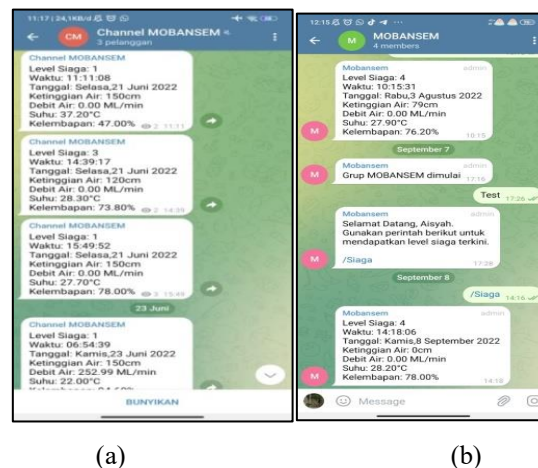 11:17 | 24,1KB/d
CM
Channel MOBANSEM
3 pelanggan
Channel MOBANSEM
Level Siaga: 1
Waktu: 11:11:08
Tanggal: Selasa,21 Juni 2022
Ketinggian Air: 150cm
Debit Air: 0.00 ML/min
Suhu: 37.20°C
Kelembapan: 47.00% 2 11:11
Channel MOBANSEM
Level Siaga: 3
Waktu: 14:39:17
Tanggal: Selasa,21 Juni 2022
Ketinggian Air: 120cm
Debit Air: 0.00 ML/min
Suhu: 28.30°C
Kelembapan: 73.80% 2 14:39
Channel MOBANSEM
Level Siaga: 1
Waktu: 15:49:52
Tanggal: Selasa,21 Juni 2022
Ketinggian Air: 150cm
Debit Air: 0.00 ML/min
Suhu: 27.70°C
Kelembapan: 78.00% 3 15:49
23 Juni
Channel MOBANSEM
Level Siaga: 1
Waktu: 06:54:39
Tanggal: Kamis,23 Juni 2022
Ketinggian Air: 150cm
Debit Air: 252.99 ML/min
Suhu: 22.00°C
BUNYIKAN
(a)
12:15
M
MOBANSEM
4 members
Mobansem admin
Level Siaga: 4
Waktu: 10:15:31
Tanggal: Rabu,3 Agustus 2022
Ketinggian Air: 79cm
Debit Air: 0.00 ML/min
Suhu: 27.90°C
Kelembapan: 76.20% 10:15
M
September 7
Mobansem admin
Grup MOBANSEM dimulai 17:16
M
Test 17:26
Mobansem admin
Selamat Datang, Aisyah.
Gunakan perintah berikut untuk
mendapatkan level siaga terkini.
/Siaga 17:28
M
September 8
/Siaga 14:16
Mobansem admin
Level Siaga: 4
Waktu: 14:18:06
Tanggal: Kamis,8 September 2022
Ketinggian Air: 0cm
Debit Air: 0.00 ML/min
Suhu: 28.20°C
Kelembapan: 78.00% 14:18
M
Message
(b)